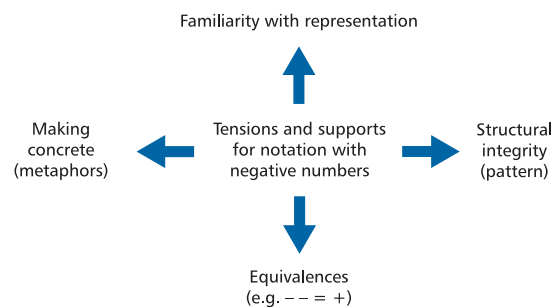 Familiarity with representation
Making
concrete
(metaphors)
Tensions and supports
for notation with
negative numbers
Structural
integrity
(pattern)
Equivalences
(e.g. – – = +)